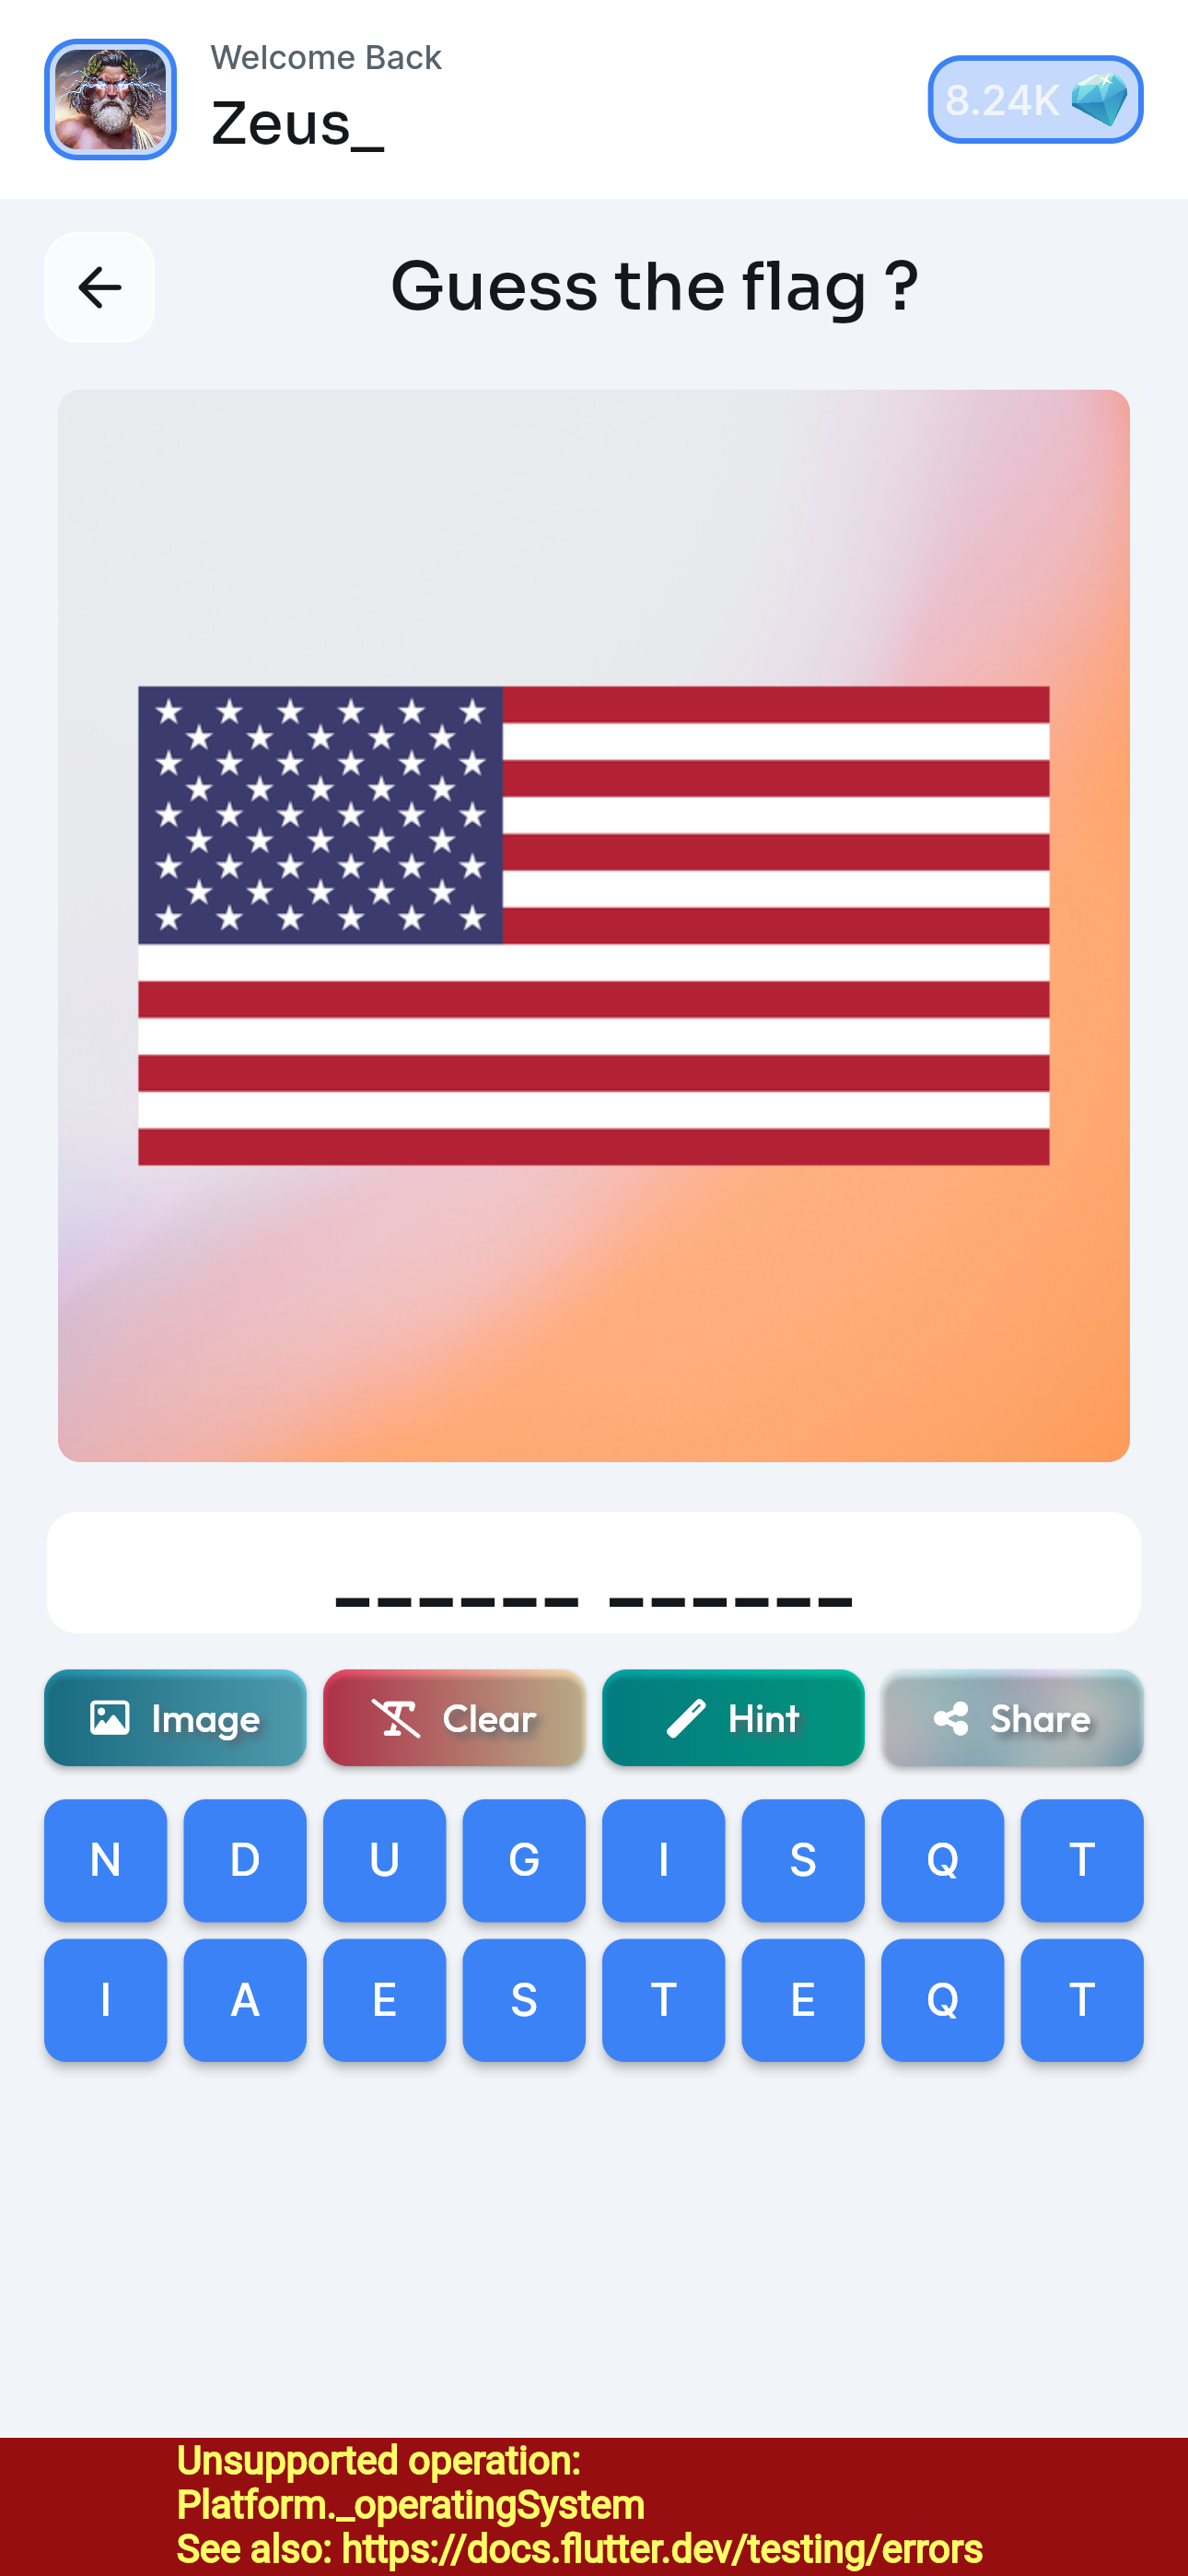 Welcome Back
Zeus_
8.24K
Guess the flag ?
______ ______
Image Clear Hint Share
N D U G I S Q T
I A E S T E Q T
Unsupported operation:
Platform._operatingSystem
See also: https://docs.flutter.dev/testing/errors